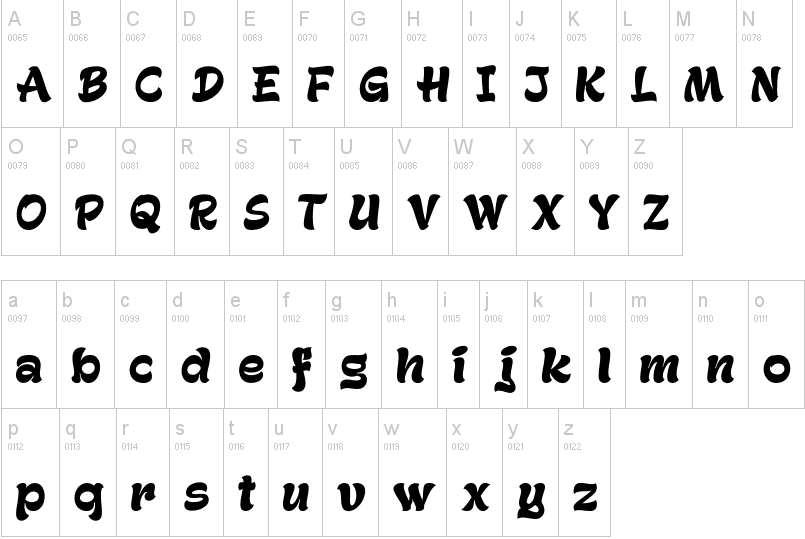 A B C D E F G H I J K L M N
0065 0066 0067 0068 0069 0070 0071 0072 0073 0074 0075 0076 0077 0078
A B C D E F G H I J K L M N
O P Q R S T U V W X Y Z
0079 0080 0081 0082 0083 0084 0085 0086 0087 0088 0089 0090
O P Q R S T U V W X Y Z
a b c d e f g h i j k l m n o
0097 0098 0099 0100 0101 0102 0103 0104 0105 0106 0107 0108 0109 0110 0111
a b c d e f g h i j k l m n o
p q r s t u v w x y z
0112 0113 0114 0115 0116 0117 0118 0119 0120 0121 0122
p q r s t u v w x y z